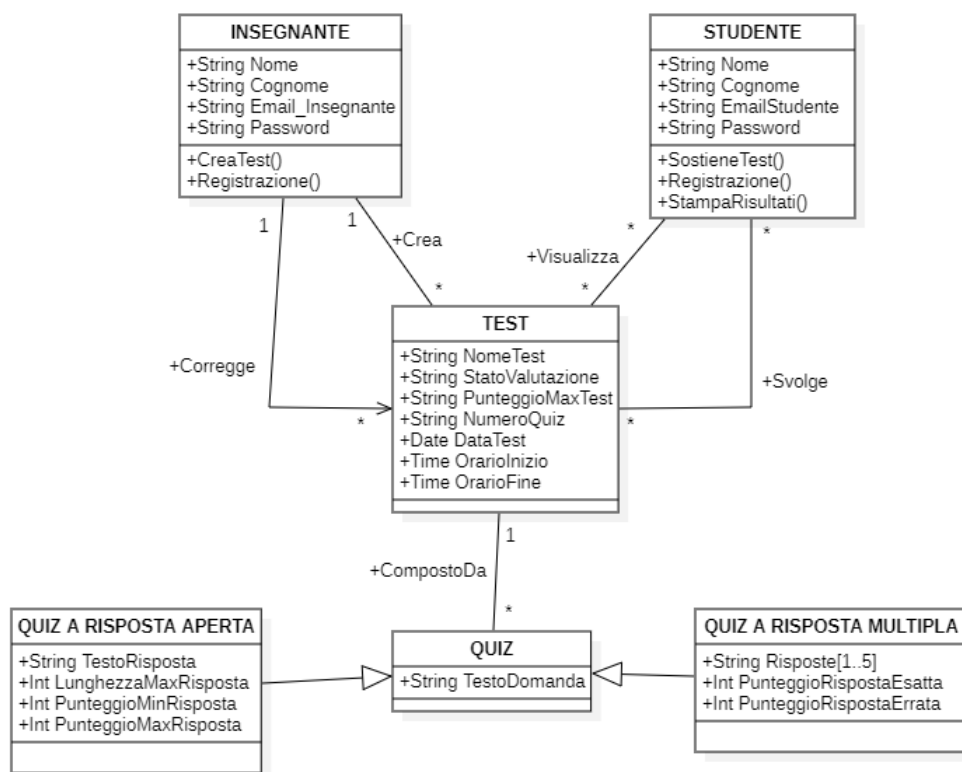 INSEGNANTE
+String Nome
+String Cognome
+String Email_Insegnante
+String Password
+CreaTest()
+Registrazione()
STUDENTE
+String Nome
+String Cognome
+String EmailStudente
+String Password
+SostieneTest()
+Registrazione()
+StampaRisultati()
1
1
+Crea
*
*
+Visualizza
*
*
+Corregge
*
+Svolge
*
TEST
+String NomeTest
+String StatoValutazione
+String PunteggioMaxTest
+String NumeroQuiz
+Date DataTest
+Time OrarioInizio
+Time OrarioFine
1
+CompostoDa
*
QUIZ A RISPOSTA APERTA
+String TestoRisposta
+Int LunghezzaMaxRisposta
+Int PunteggioMinRisposta
+Int PunteggioMaxRisposta
QUIZ
+String TestoDomanda
QUIZ A RISPOSTA MULTIPLA
+String Risposte[1..5]
+Int PunteggioRispostaEsatta
+Int PunteggioRispostaErrata